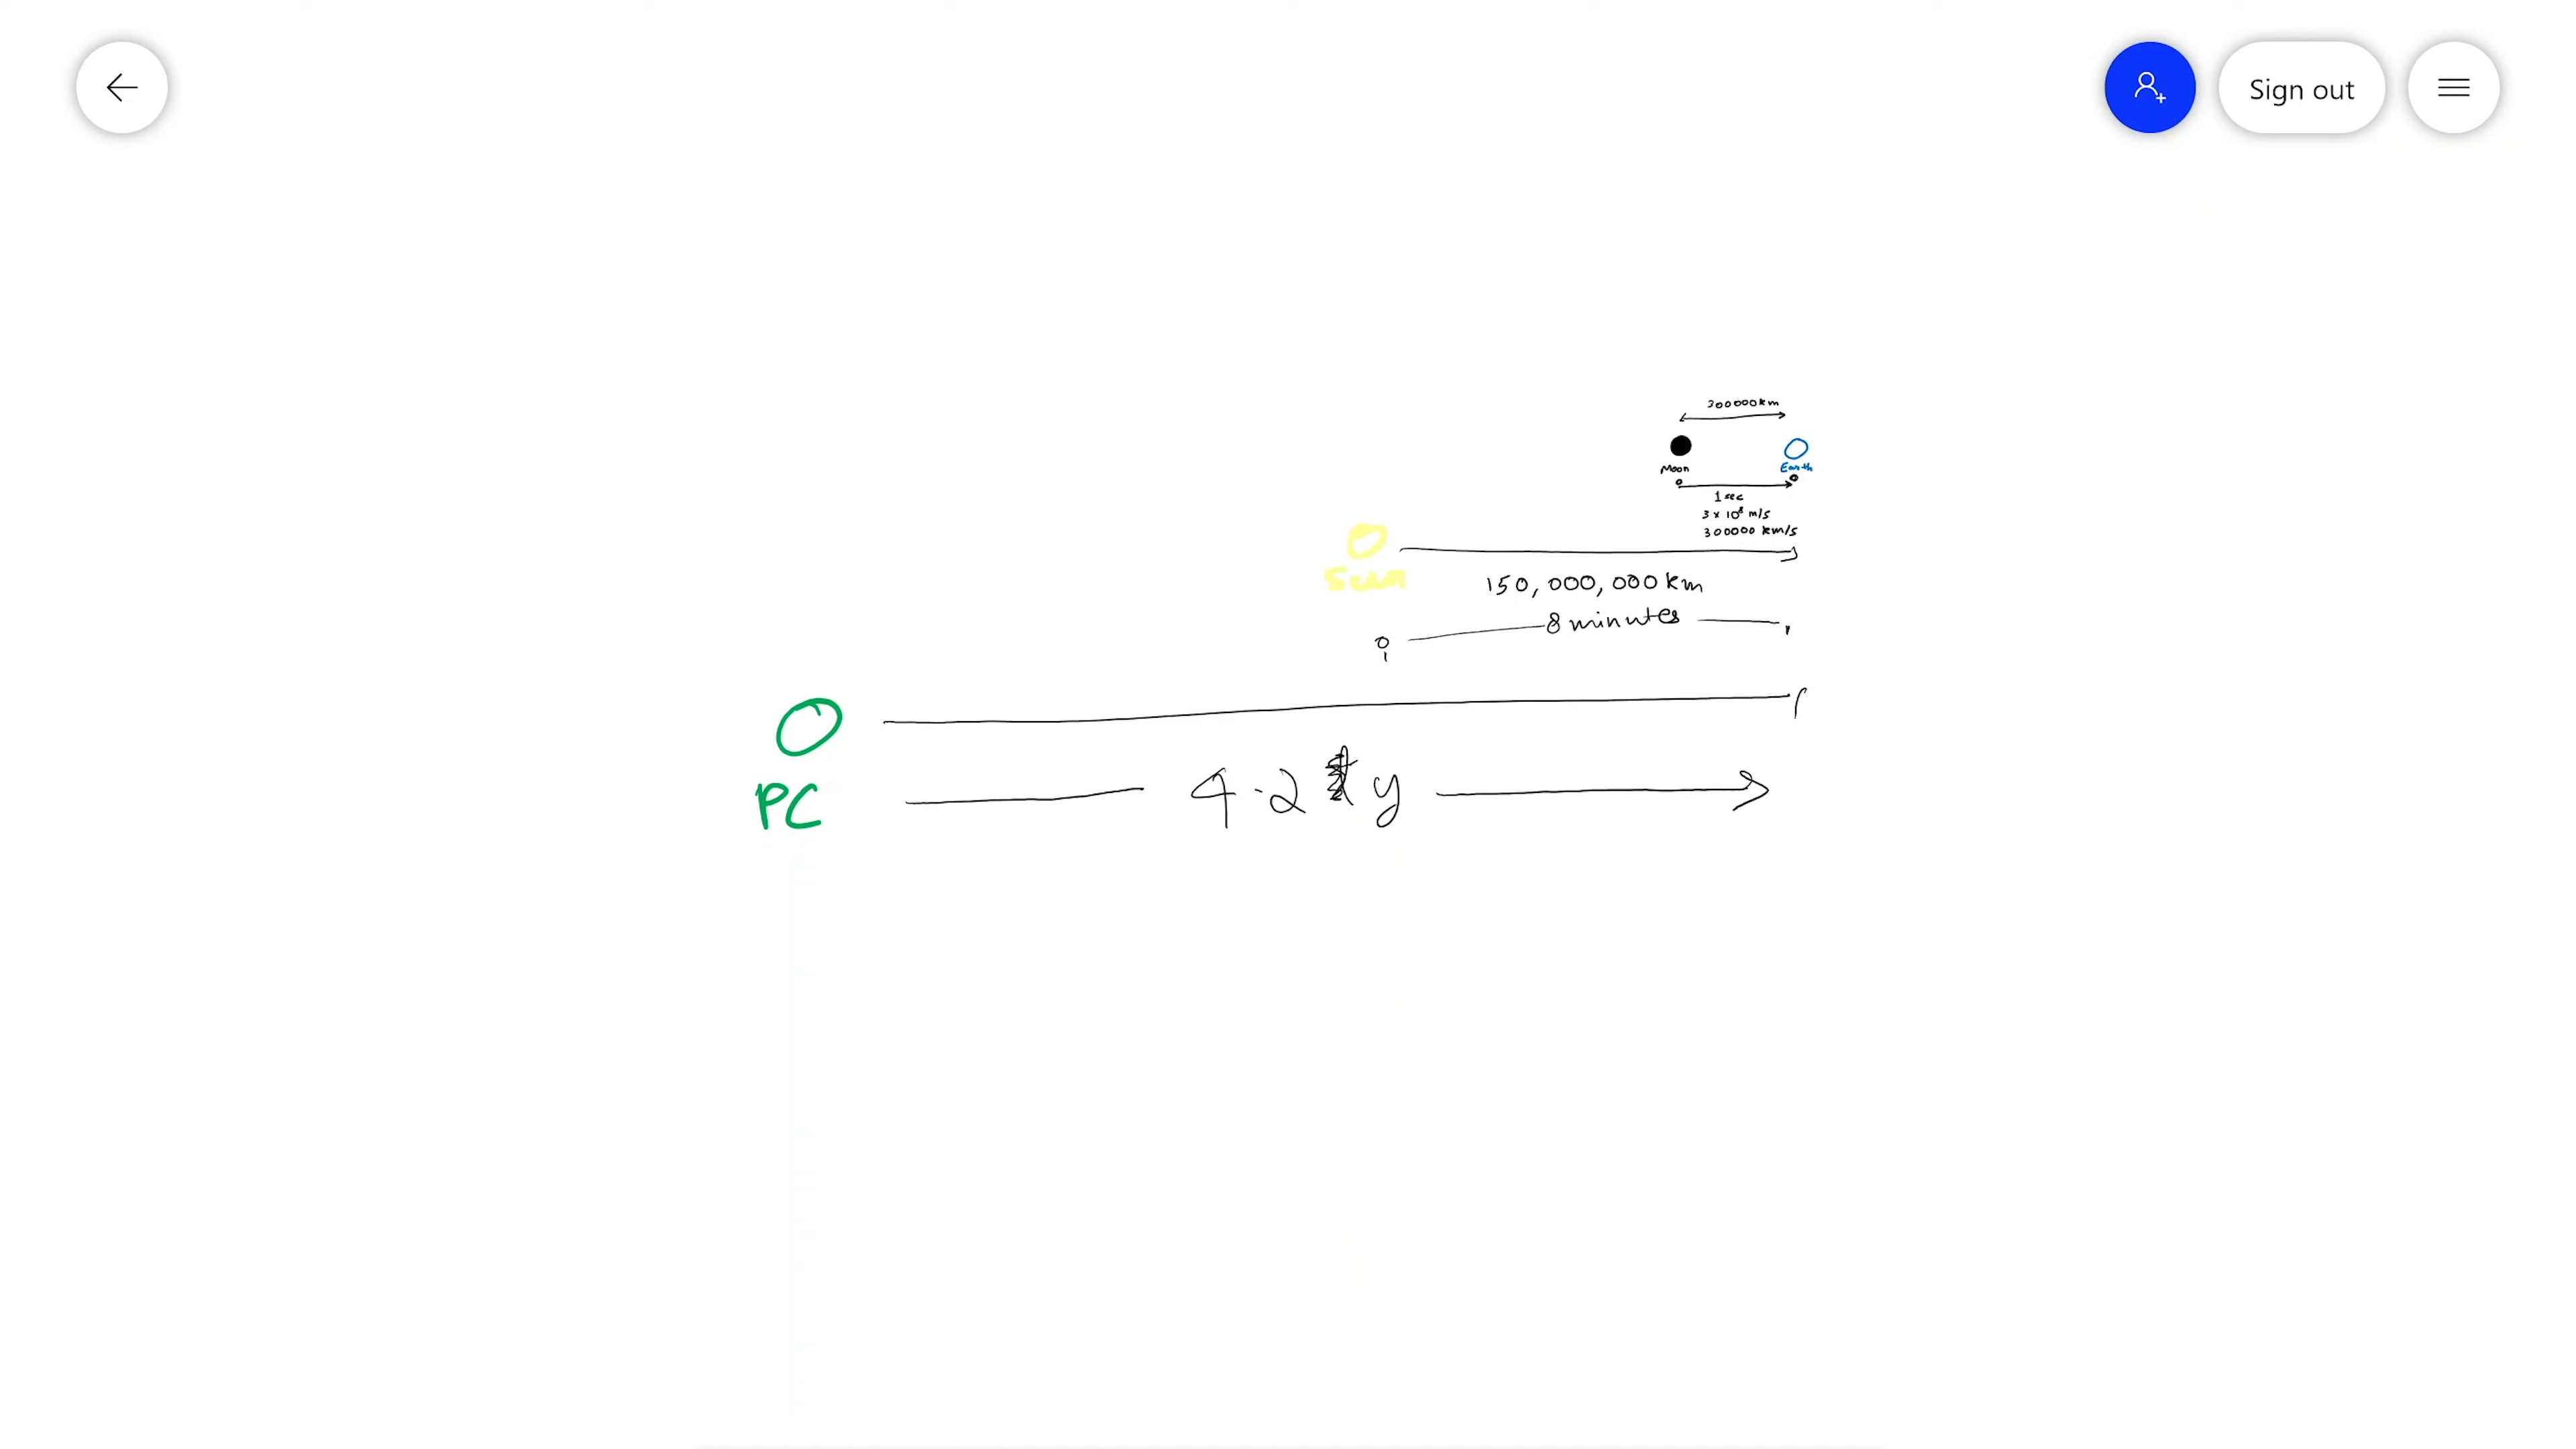 Sign out
300000km
Moon
Earth
1 sec
3 x 10⁸ m/s
300000 km/s
Sun
150,000,000 km
8 minutes
4.2 y
PC